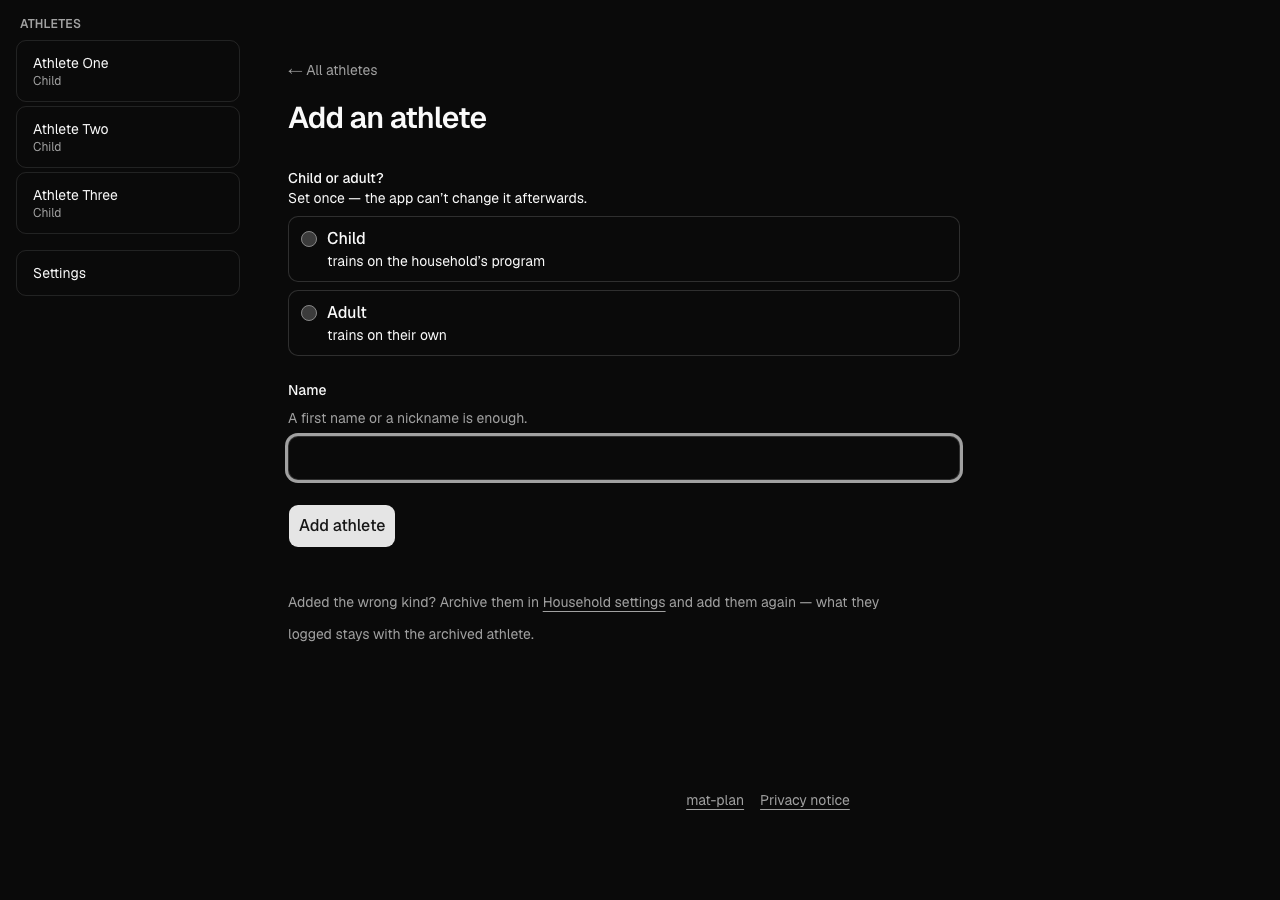 ATHLETES
Athlete One
Child
Athlete Two
Child
Athlete Three
Child
Settings
← All athletes
Add an athlete
Child or adult?
Set once — the app can’t change it afterwards.
Child
trains on the household’s program
Adult
trains on their own
Name
A first name or a nickname is enough.
Add athlete
Added the wrong kind? Archive them in Household settings and add them again — what they
logged stays with the archived athlete.
mat-plan Privacy notice